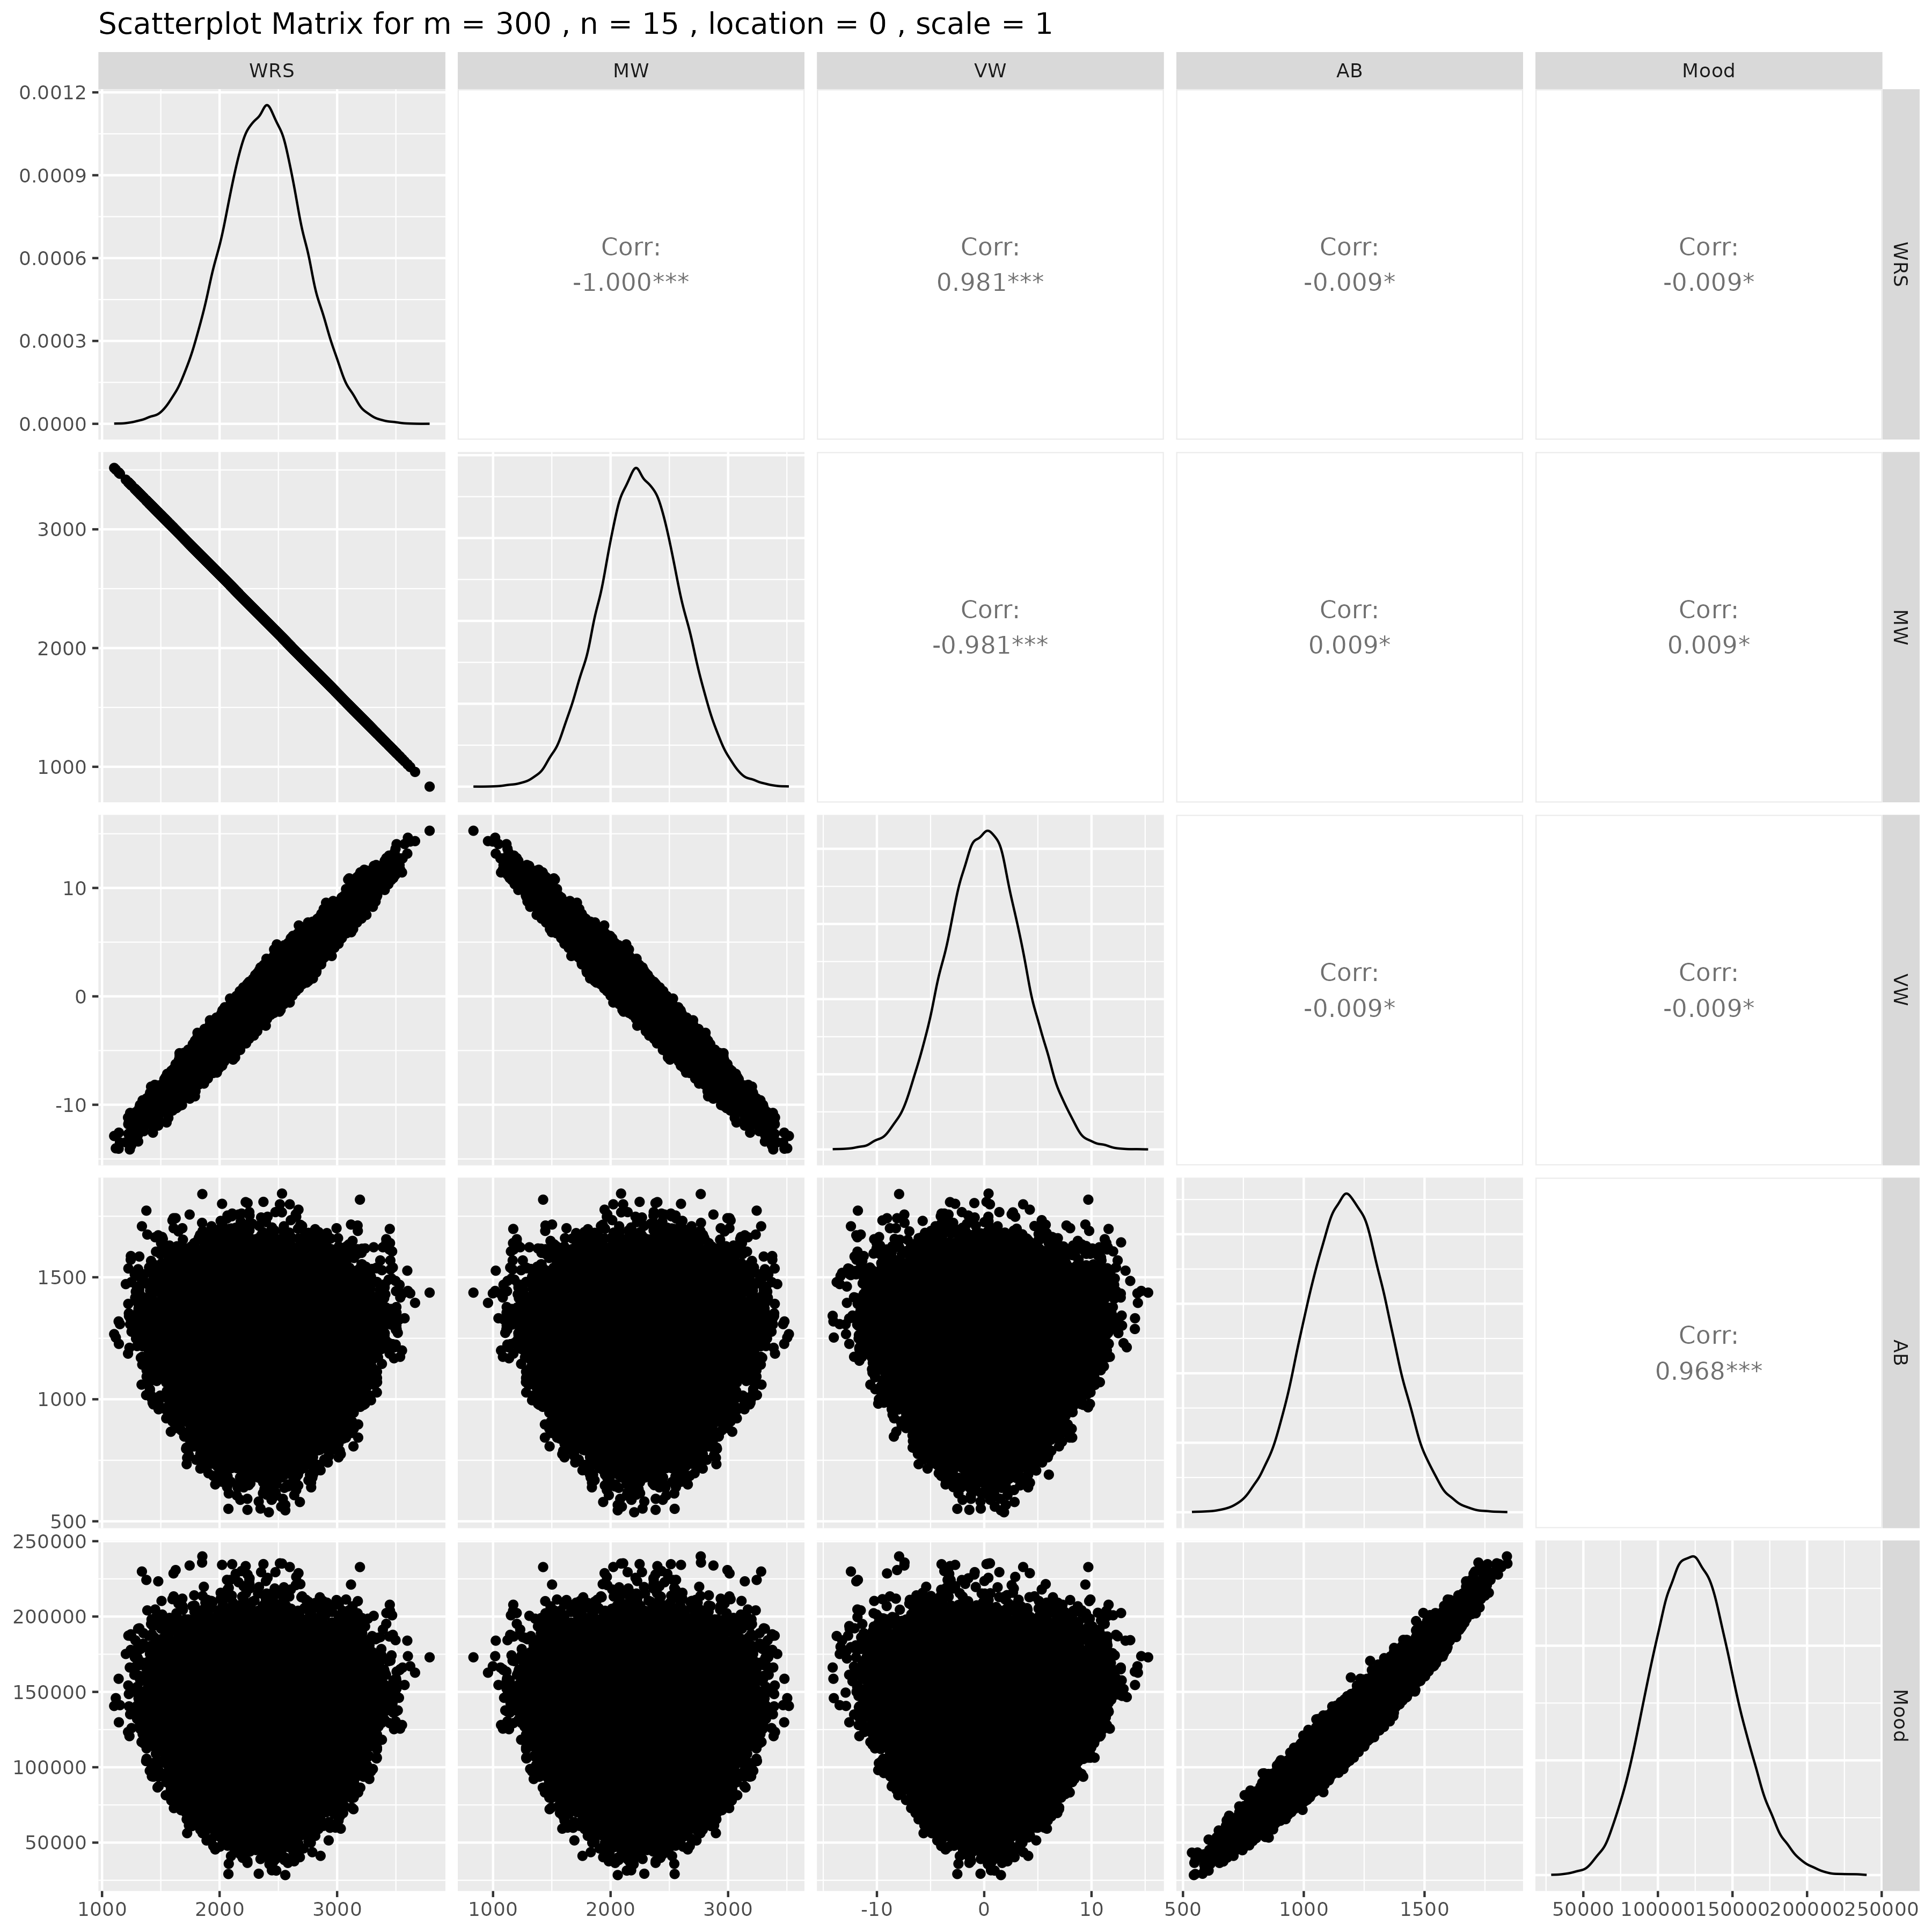 Scatterplot Matrix for m = 300 , n = 15 , location = 0 , scale = 1
WRS MW VW AB Mood
0.0012
0.0009
0.0006
0.0003
0.0000
Corr:
-1.000***
Corr:
0.981***
Corr:
-0.009*
Corr:
-0.009*
WRS
3000
2000
1000
Corr:
-0.981***
Corr:
0.009*
Corr:
0.009*
MW
10
0
-10
Corr:
-0.009*
Corr:
-0.009*
VW
1500
1000
500
Corr:
0.968***
AB
250000
200000
150000
100000
50000
Mood
1000 2000 3000 1000 2000 3000 -10 0 10 500 1000 1500 50000 100000 150000 200000 250000